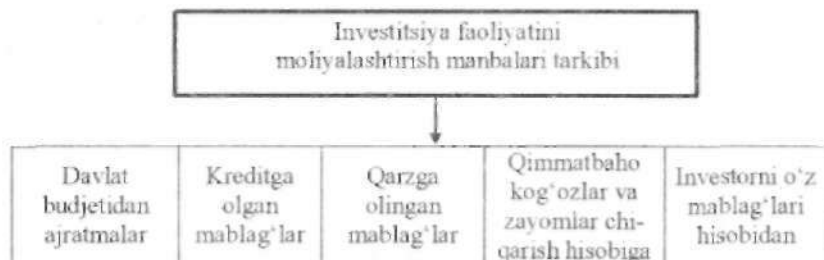 Investitsiya faoliyatini
moliyalashtirish manbalari tarkibi
Davlat
budjetidan
ajratmalar
Kreditga
olgan
mablag‘lar
Qarzga
olingan
mablag‘lar
Qimmatbaho
kog‘ozlar va
zayomlar chi-
qarish hisobiga
Investorni o‘z
mablag‘lari
hisobidan